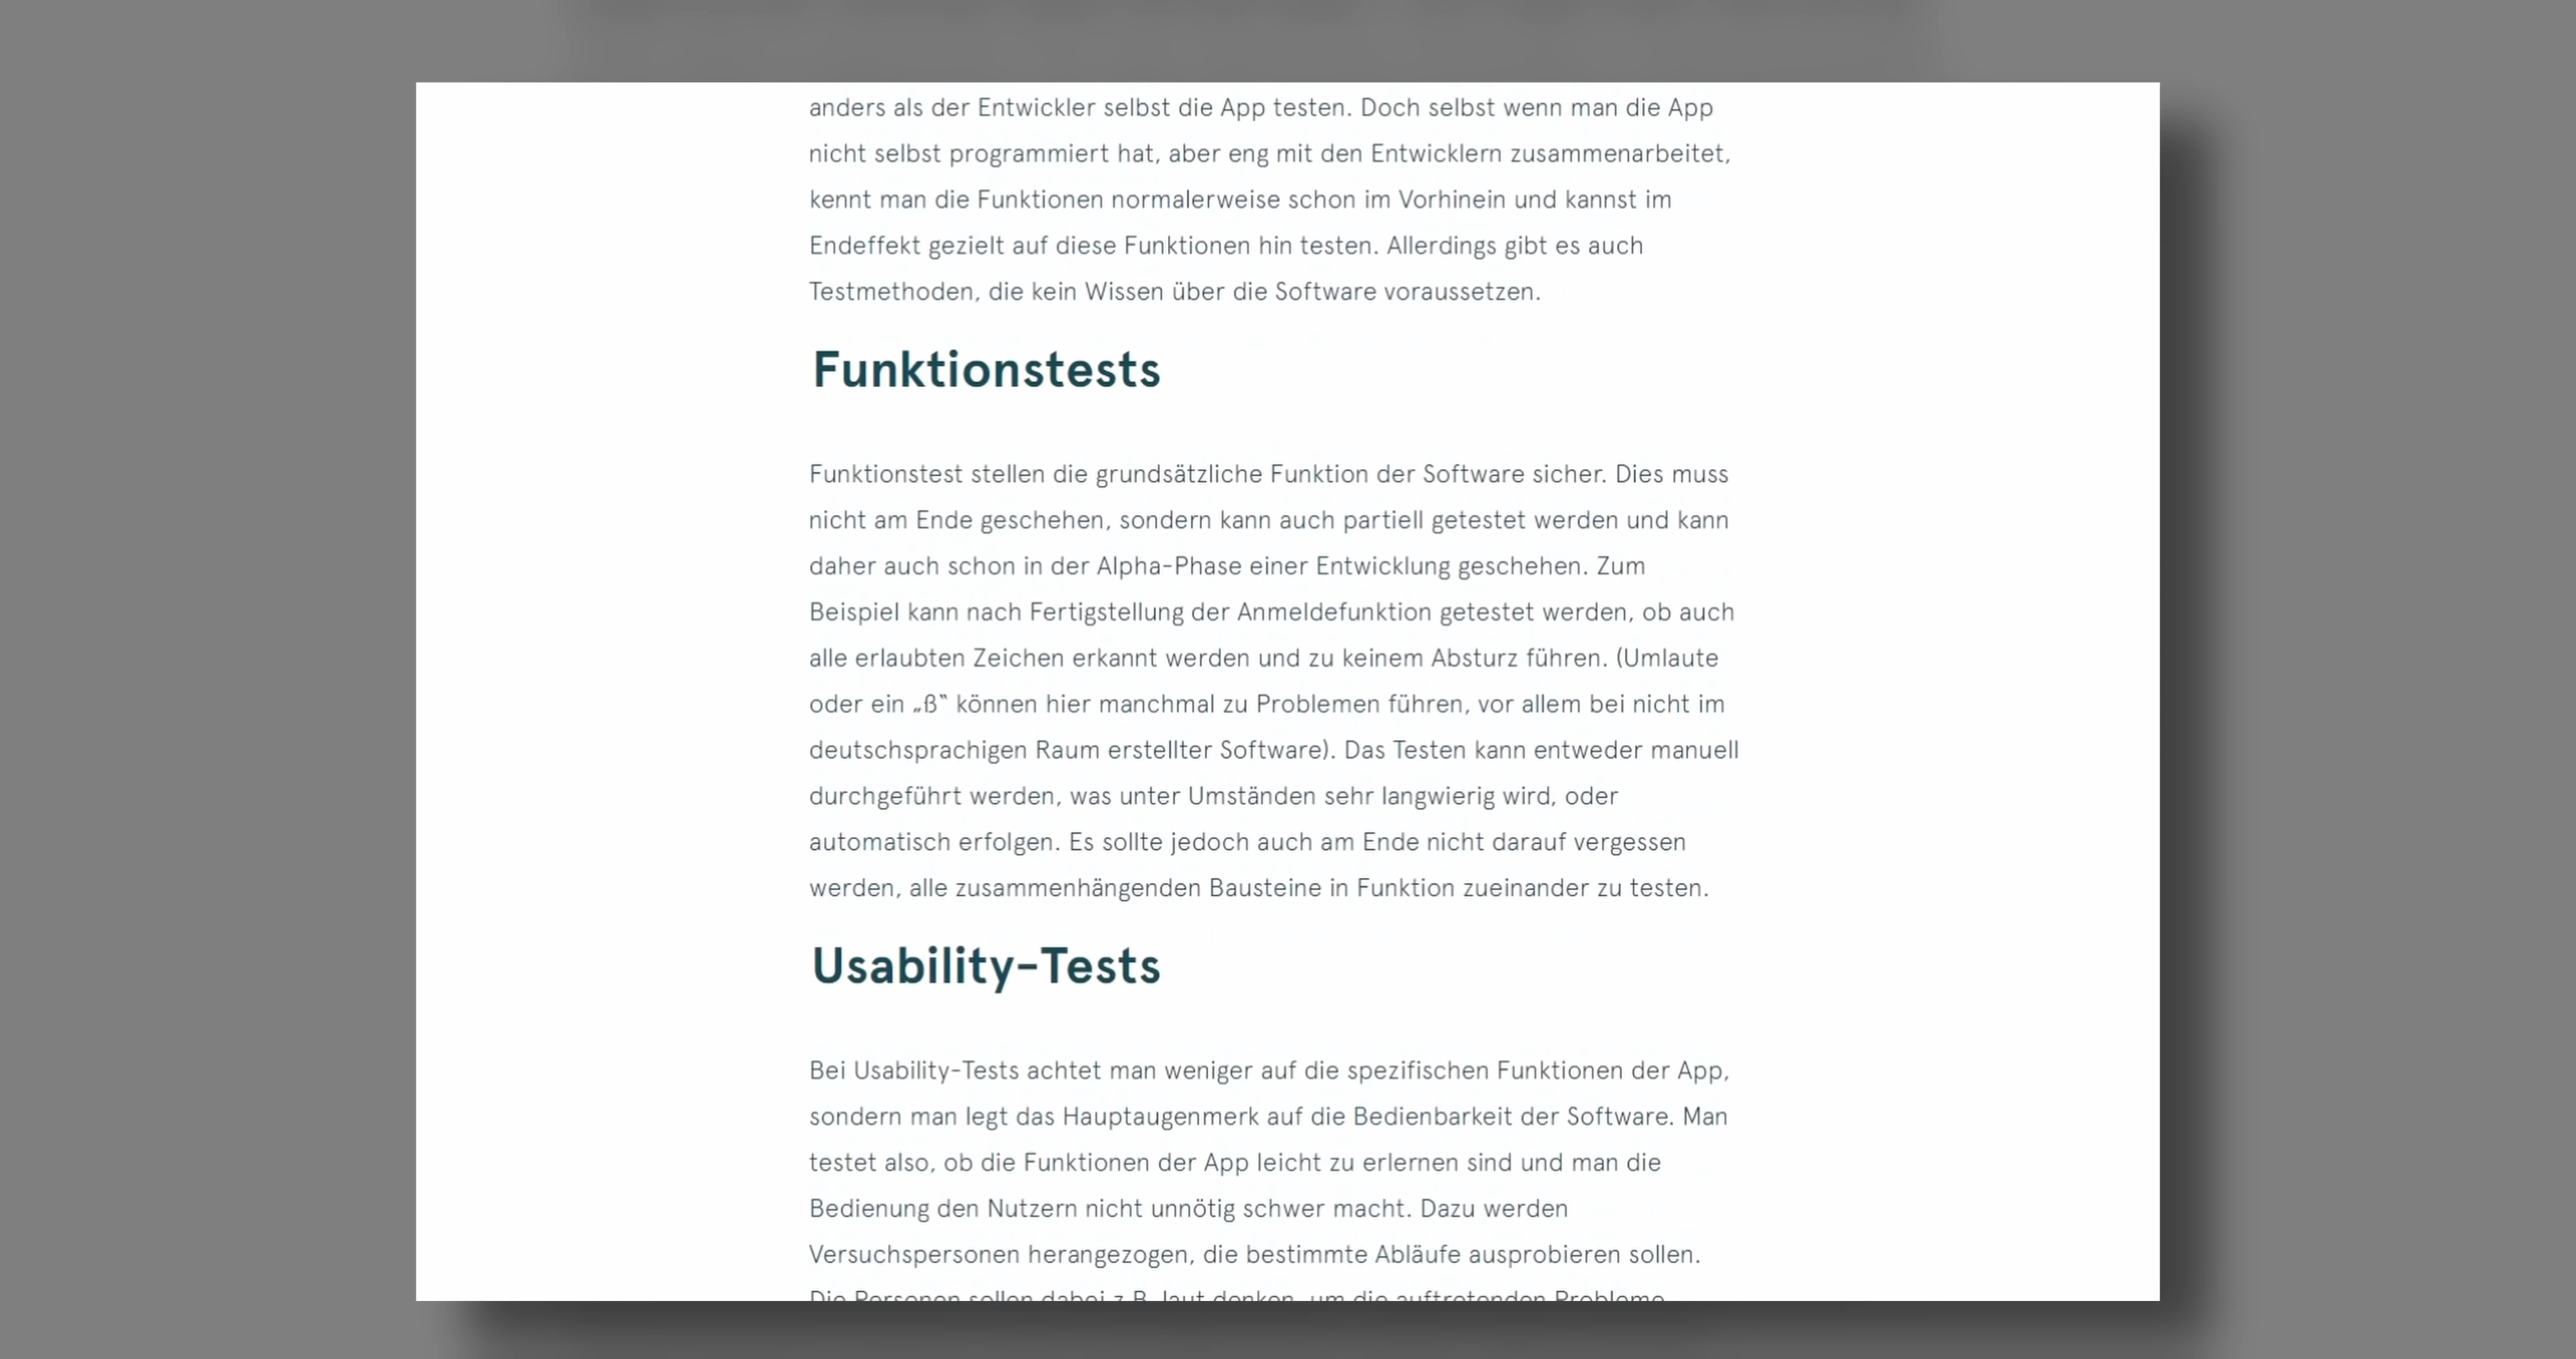 anders als der Entwickler selbst die App testen. Doch selbst wenn man die App
nicht selbst programmiert hat, aber eng mit den Entwicklern zusammenarbeitet,
kennt man die Funktionen normalerweise schon im Vorhinein und kannst im
Endeffekt gezielt auf diese Funktionen hin testen. Allerdings gibt es auch
Testmethoden, die kein Wissen über die Software voraussetzen.
Funktionstests
Funktionstest stellen die grundsätzliche Funktion der Software sicher. Dies muss
nicht am Ende geschehen, sondern kann auch partiell getestet werden und kann
daher auch schon in der Alpha-Phase einer Entwicklung geschehen. Zum
Beispiel kann nach Fertigstellung der Anmeldefunktion getestet werden, ob auch
alle erlaubten Zeichen erkannt werden und zu keinem Absturz führen. (Umlaute
oder ein „ß‟ können hier manchmal zu Problemen führen, vor allem bei nicht im
deutschsprachigen Raum erstellter Software). Das Testen kann entweder manuell
durchgeführt werden, was unter Umständen sehr langwierig wird, oder
automatisch erfolgen. Es sollte jedoch auch am Ende nicht darauf vergessen
werden, alle zusammenhängenden Bausteine in Funktion zueinander zu testen.
Usability-Tests
Bei Usability-Tests achtet man weniger auf die spezifischen Funktionen der App,
sondern man legt das Hauptaugenmerk auf die Bedienbarkeit der Software. Man
testet also, ob die Funktionen der App leicht zu erlernen sind und man die
Bedienung den Nutzern nicht unnötig schwer macht. Dazu werden
Versuchspersonen herangezogen, die bestimmte Abläufe ausprobieren sollen.
Die Personen sollen dabei z.B. laut denken, um die auftretenden Probleme